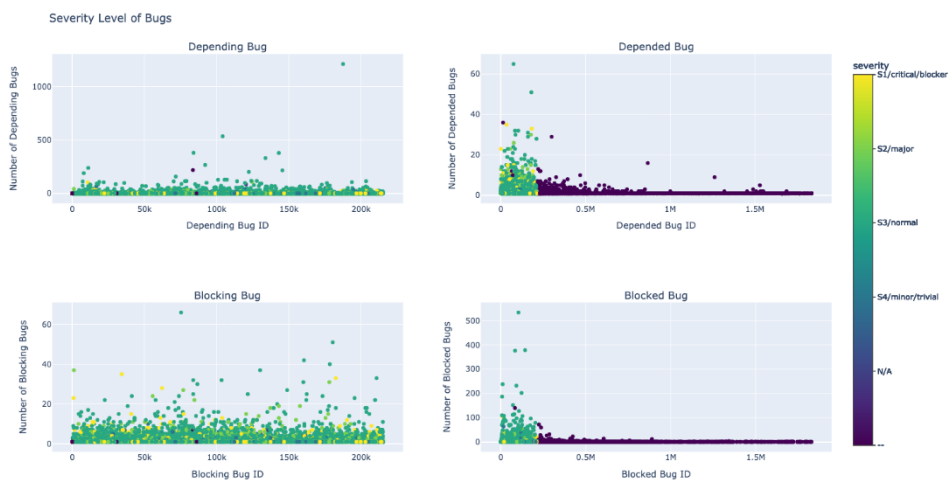 Severity Level of Bugs
Depending Bug
Number of Depending Bugs
1000
500
0
0
50k
100k
150k
200k
Depending Bug ID
Depended Bug
Number of Depended Bugs
60
40
20
0
0
0.5M
1M
1.5M
Depended Bug ID
Blocking Bug
Number of Blocking Bugs
60
40
20
0
0
50k
100k
150k
200k
Blocking Bug ID
Blocked Bug
Number of Blocked Bugs
500
400
300
200
100
0
0
0.5M
1M
1.5M
Blocked Bug ID
severity
S1/critical/blocker
S2/major
S3/normal
S4/minor/trivial
N/A
--